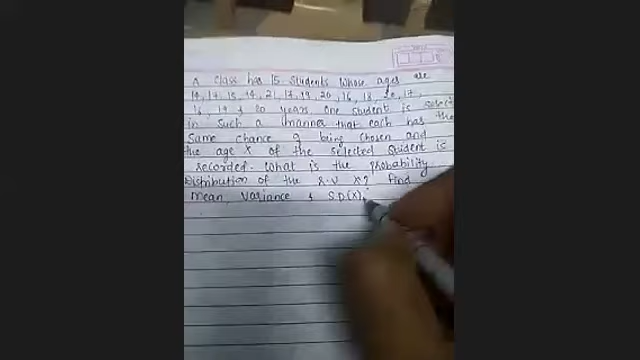 A class has 15 students whose ages are
14, 17, 15, 14, 21, 17, 19, 20, 16, 18, 20, 17,
16, 19 & 20 years. One student is selec
in such a manner that each has the
same chance of being chosen and
the age X of the selected student is
recorded. What is the probability
Distribution of the R.V X? Find
mean, variance & S.D.(X).